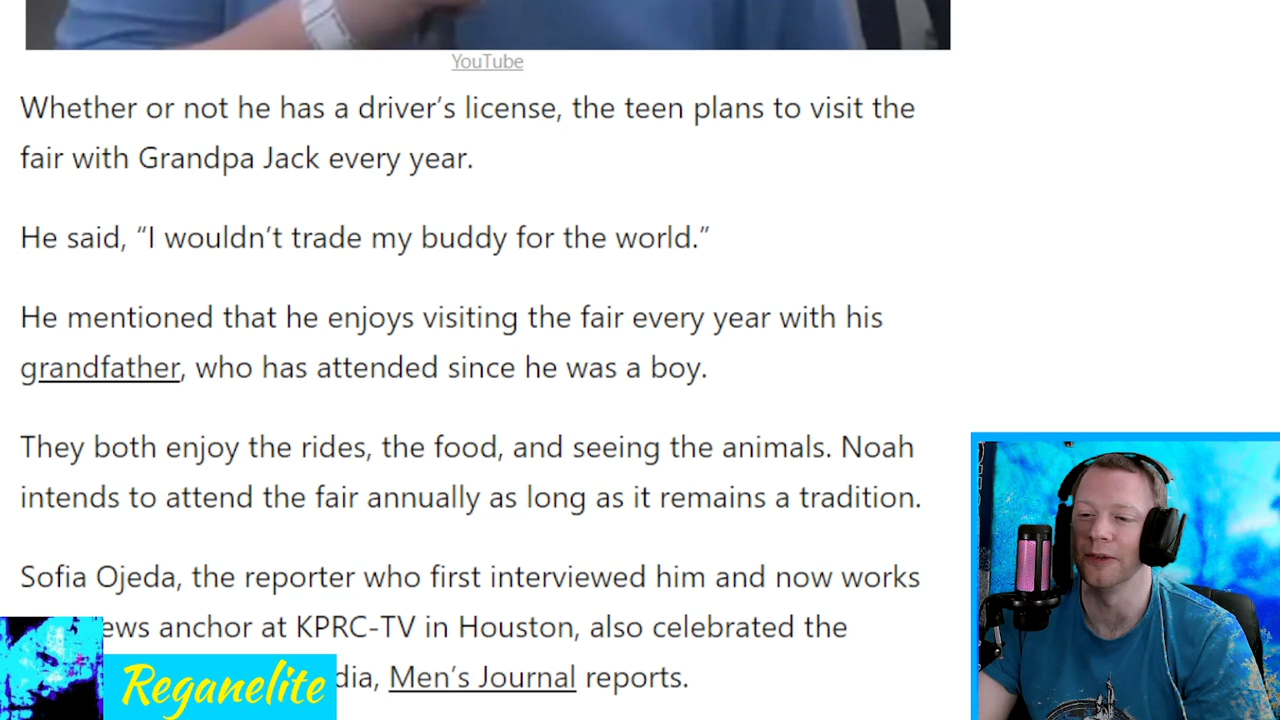 YouTube
Whether or not he has a driver’s license, the teen plans to visit the
fair with Grandpa Jack every year.
He said, “I wouldn’t trade my buddy for the world.”
He mentioned that he enjoys visiting the fair every year with his
grandfather, who has attended since he was a boy.
They both enjoy the rides, the food, and seeing the animals. Noah
intends to attend the fair annually as long as it remains a tradition.
Sofia Ojeda, the reporter who first interviewed him and now works
ews anchor at KPRC-TV in Houston, also celebrated the
dia, Men’s Journal reports.
Reganelite